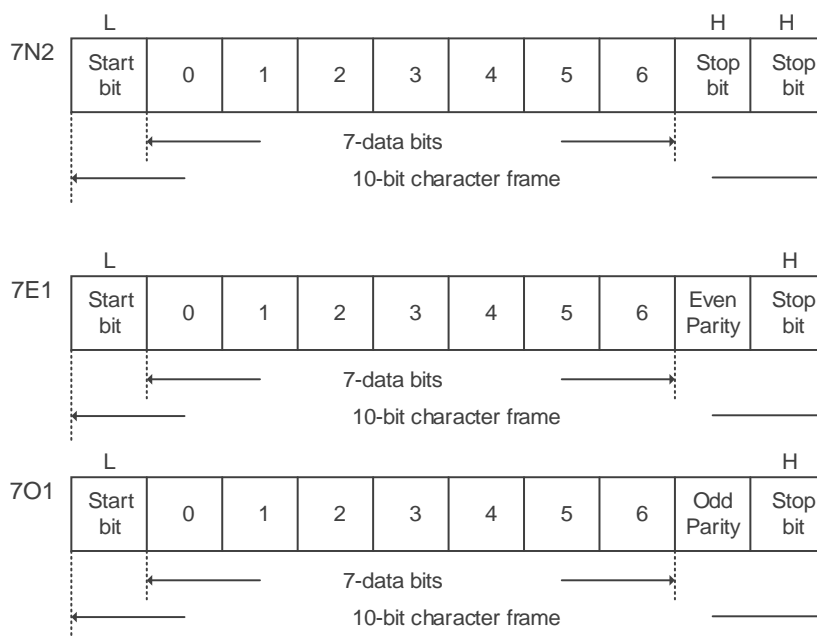 L H H
7N2 Start bit 0 1 2 3 4 5 6 Stop bit Stop bit
7-data bits
10-bit character frame
L H
7E1 Start bit 0 1 2 3 4 5 6 Even Parity Stop bit
7-data bits
10-bit character frame
L H
7O1 Start bit 0 1 2 3 4 5 6 Odd Parity Stop bit
7-data bits
10-bit character frame